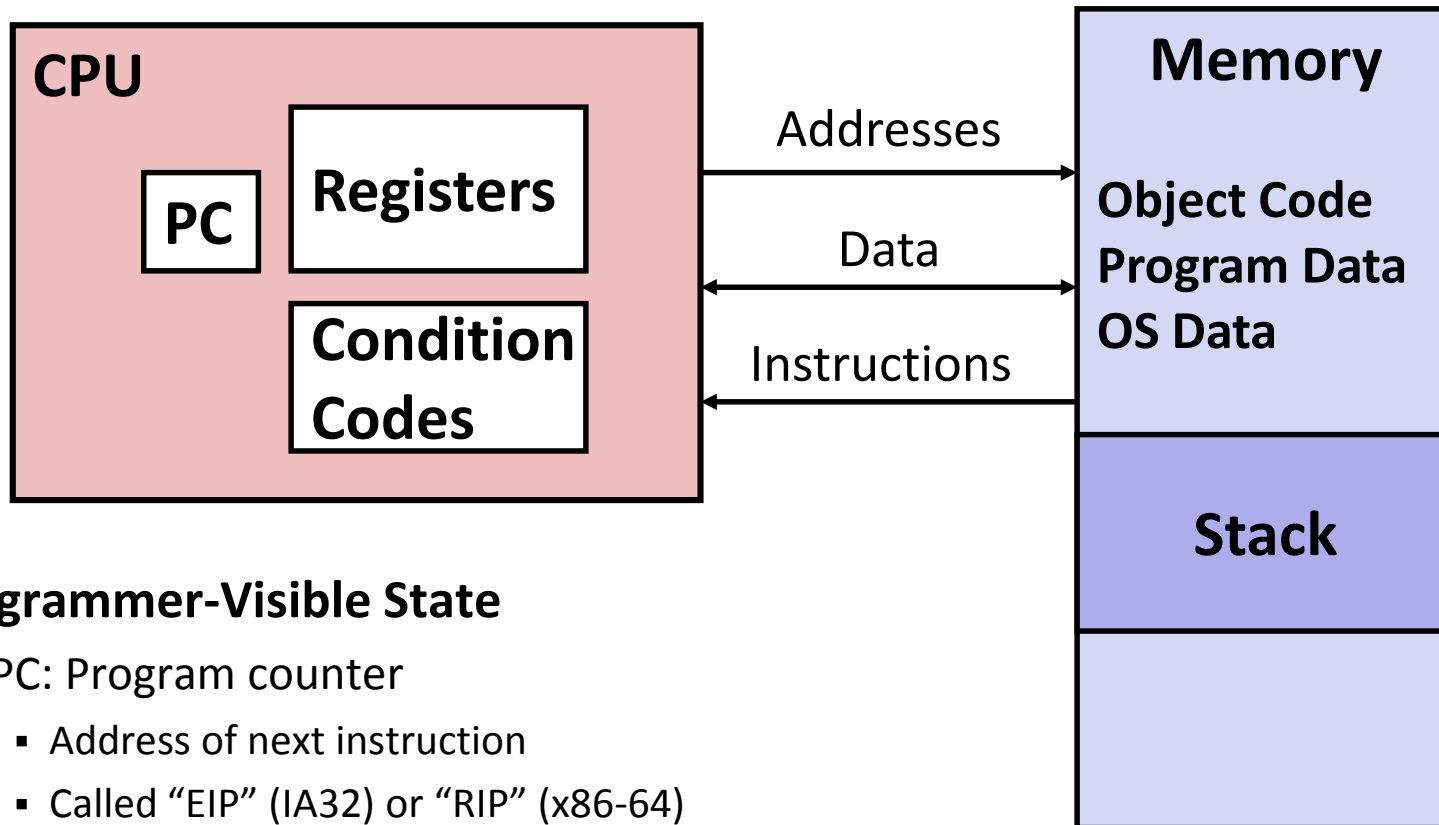 CPU
PC
Registers
Condition
Codes
Addresses
Data
Instructions
Memory
Object Code
Program Data
OS Data
Stack
grammer-Visible State
PC: Program counter
▪ Address of next instruction
▪ Called “EIP” (IA32) or “RIP” (x86-64)